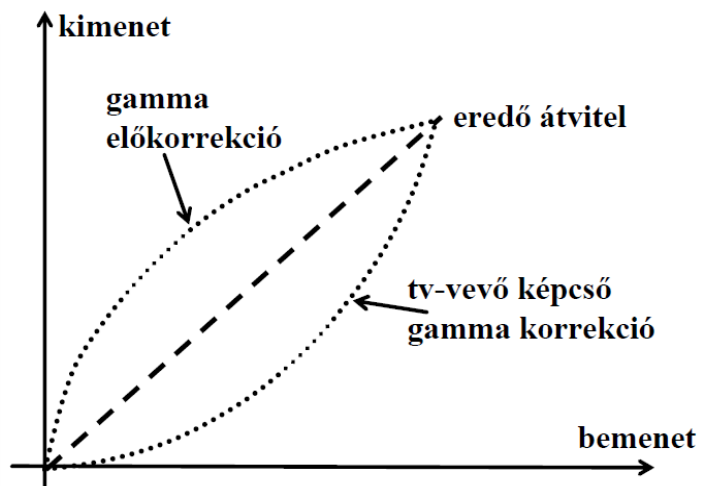 kimenet
gamma
előkorrekció
eredő átvitel
tv-vevő képcső
gamma korrekció
bemenet